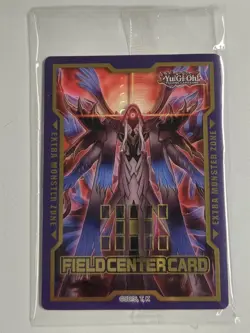 Yu-Gi-Oh!
EXTRA MONSTER ZONE
EXTRA MONSTER ZONE
FIELD CENTER CARD